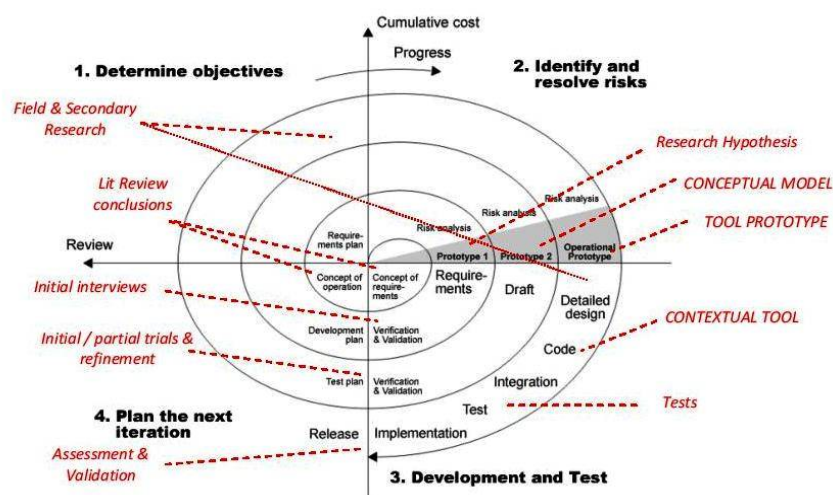 Cumulative cost
Progress
1. Determine objectives
2. Identify and
resolve risks
Field & Secondary
Research
Research Hypothesis
Lit Review
conclusions
CONCEPTUAL MODEL
Risk analysis
Risk analysis
Risk analysis
TOOL PROTOTYPE
Require-
ments plan
Review
Prototype 1
Prototype 2
Operational
Prototype
Concept of
operation
Concept of
require-
ments
Require-
ments
Draft
Detailed
design
Initial interviews
Development
plan
Verification
& Validation
CONTEXTUAL TOOL
Code
Initial / partial trials &
refinement
Test plan
Verification
& Validation
Integration
Test
Tests
4. Plan the next
iteration
Release
Implementation
Assessment &
Validation
3. Development and Test